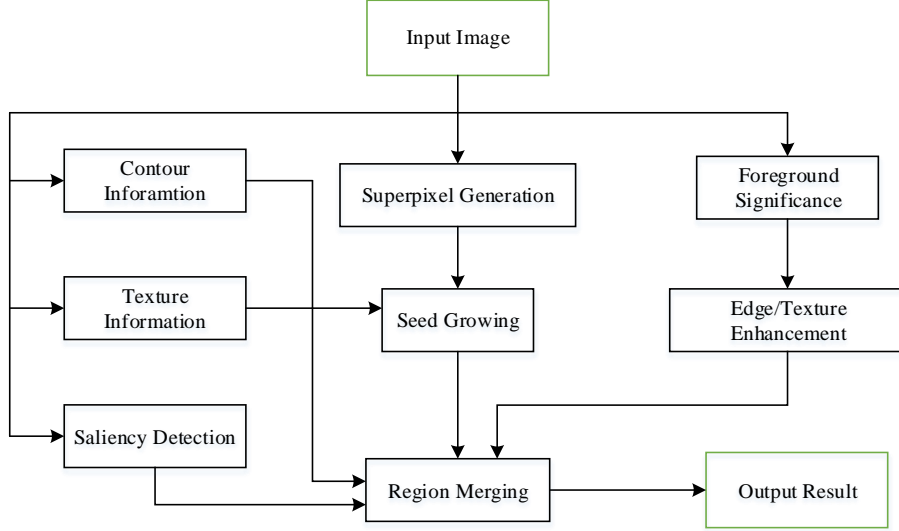 Input Image
Contour
Inforamtion
Superpixel Generation
Foreground
Significance
Texture
Information
Seed Growing
Edge/Texture
Enhancement
Saliency Detection
Region Merging
Output Result